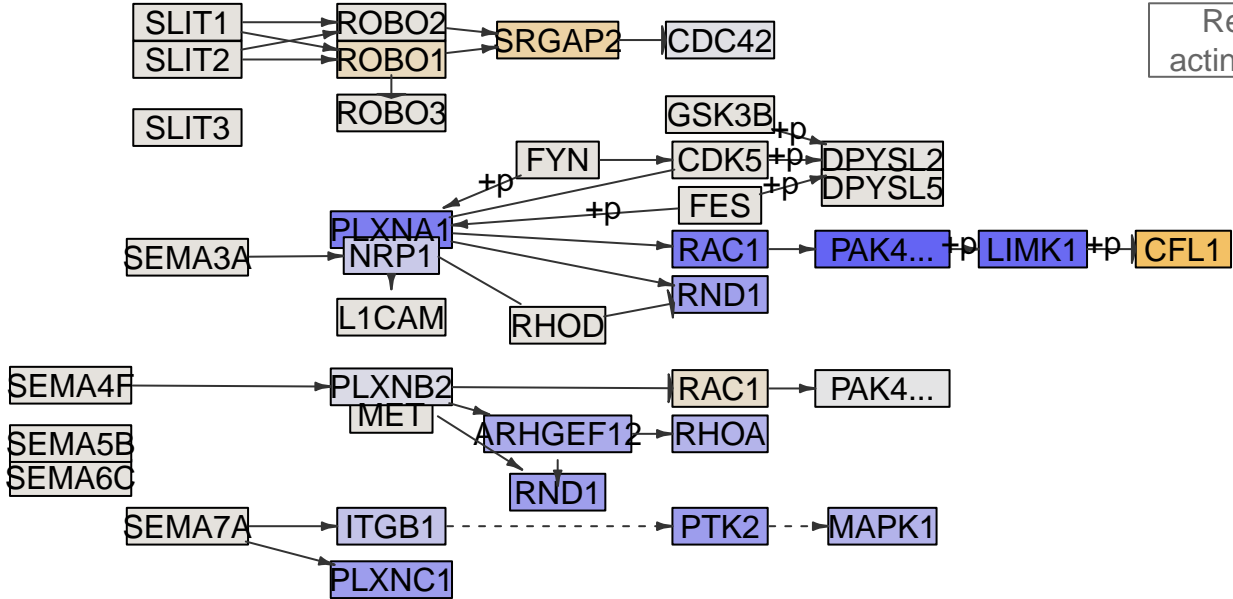 SLIT1 ROBO2 SRGAP2 CDC42 Re
SLIT2 ROBO1 actin
SLIT3 ROBO3 GSK3B
+p
FYN CDK5 +p DPYSL2
+p FES +p DPYSL5
PLXNA1 +p
SEMA3A NRP1 RAC1 PAK4... +p LIMK1 +p CFL1
RND1
L1CAM RHOD
SEMA4F PLXNB2 RAC1 PAK4...
MET
SEMA5B ARHGEF12 RHOA
SEMA6C RND1
SEMA7A ITGB1 PTK2 MAPK1
PLXNC1